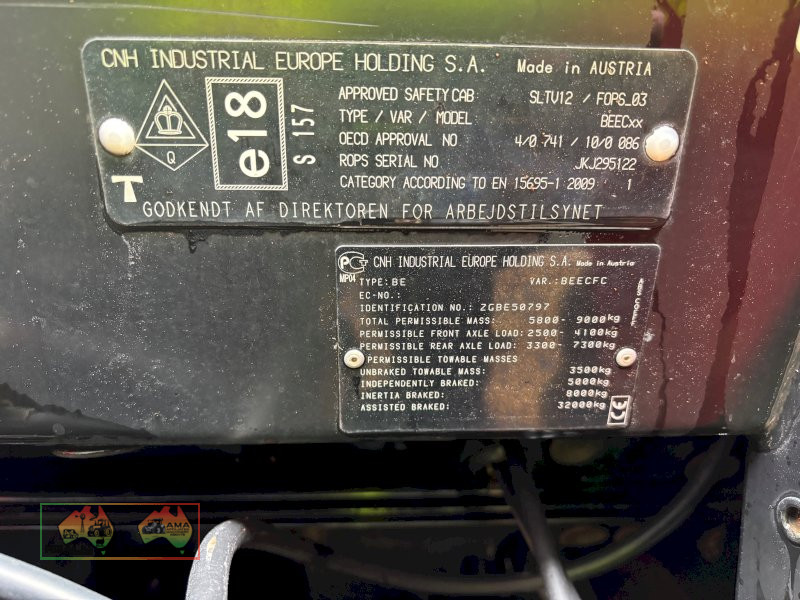 CNH INDUSTRIAL EUROPE HOLDING S.A. Made in AUSTRIA
APPROVED SAFETY CAB SLTV12 / FOPS_03
TYPE / VAR / MODEL BEECxx
OECD APPROVAL NO 4/0 741 / 10/0 086
ROPS SERIAL NO JKJ295122
CATEGORY ACCORDING TO EN 15695-1 2009 1
Q
e18
S 157
T
GODKENDT AF DIREKTOREN FOR ARBEJDSTILSYNET
CNH INDUSTRIAL EUROPE HOLDING S.A. Made in Austria
MP04
TYPE: BE VAR.: BEECFC
EC-NO.:
IDENTIFICATION NO.: ZGBE50797
TOTAL PERMISSIBLE MASS: 5800- 9000kg
PERMISSIBLE FRONT AXLE LOAD: 2500- 4100kg
PERMISSIBLE REAR AXLE LOAD: 3300- 7300kg
PERMISSIBLE TOWABLE MASSES
UNBRAKED TOWABLE MASS: 3500kg
INDEPENDENTLY BRAKED: 5000kg
INERTIA BRAKED: 8000kg
ASSISTED BRAKED: 32000kg
CE
AMA